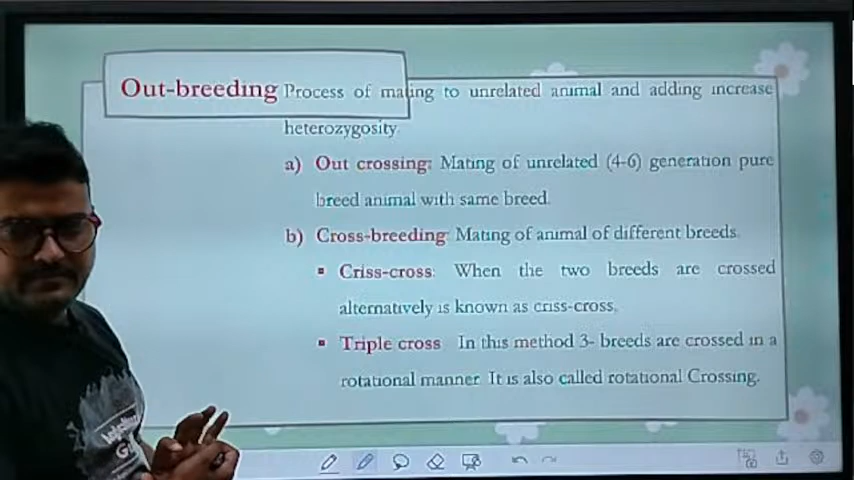 Out-breeding Process of mating to unrelated animal and adding increase
heterozygosity.
a) Out crossing: Mating of unrelated (4-6) generation pure
breed animal with same breed.
b) Cross-breeding: Mating of animal of different breeds.
▪ Criss-cross: When the two breeds are crossed
alternatively is known as criss-cross.
▪ Triple cross In this method 3- breeds are crossed in a
rotational manner. It is also called rotational Crossing.